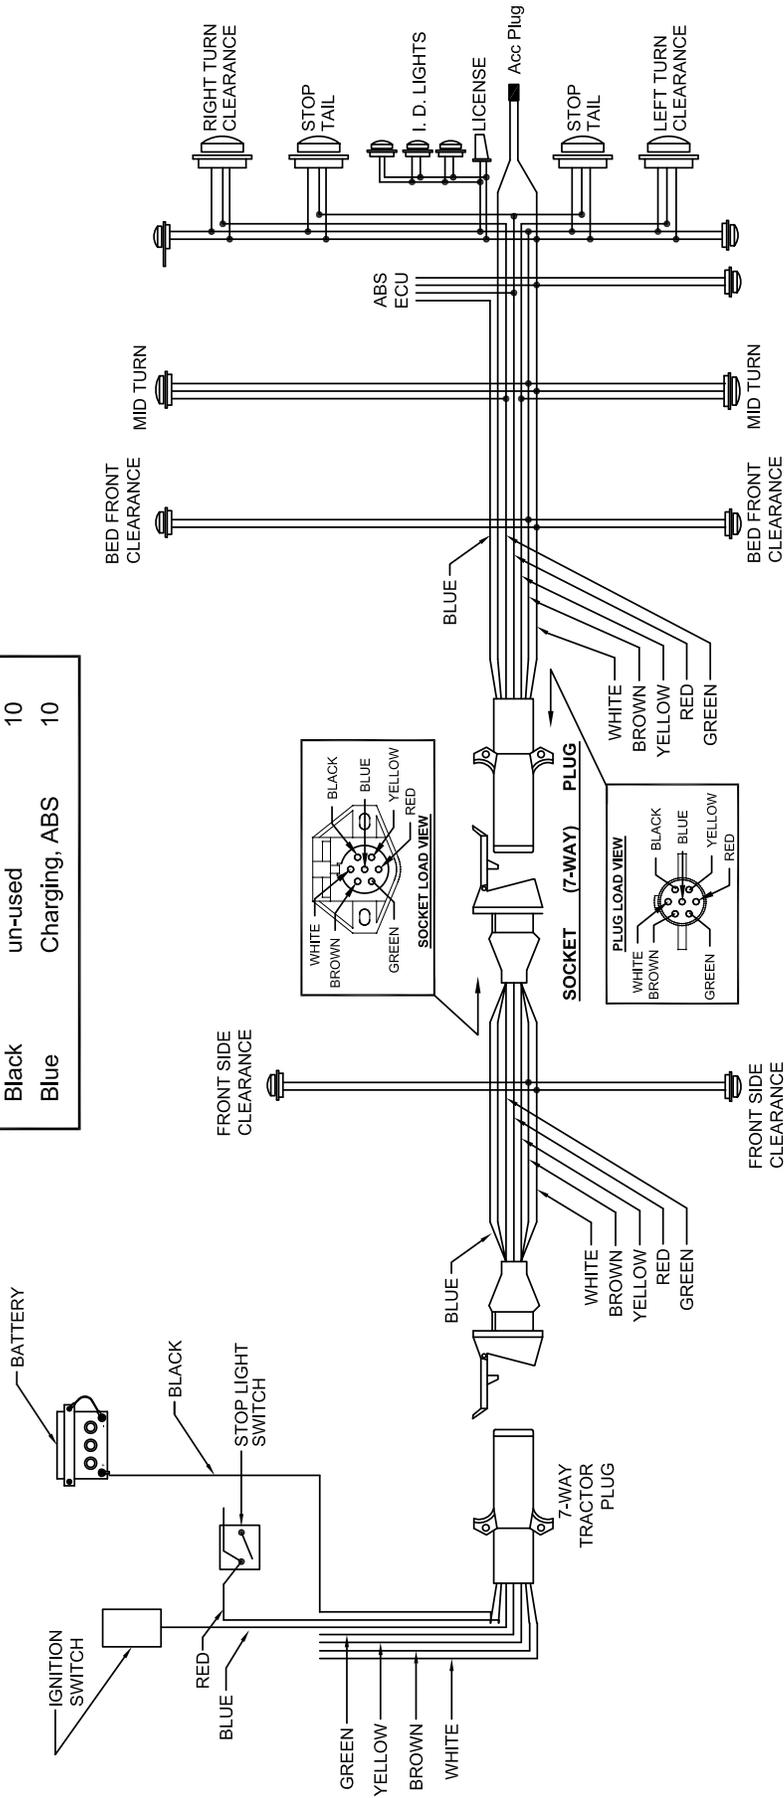 Black un-used 10
Blue Charging, ABS 10
BATTERY
IGNITION
SWITCH
BLACK
STOP LIGHT
SWITCH
RED
BLUE
GREEN
YELLOW
BROWN
WHITE
7-WAY
TRACTOR
PLUG
FRONT SIDE
CLEARANCE
BLUE
WHITE
BROWN
YELLOW
RED
GREEN
FRONT SIDE
CLEARANCE
WHITE
BROWN
GREEN
BLACK
BLUE
YELLOW
RED
SOCKET LOAD VIEW
SOCKET (7-WAY) PLUG
PLUG LOAD VIEW
WHITE
BROWN
GREEN
BLACK
BLUE
YELLOW
RED
BED FRONT
CLEARANCE
BLUE
WHITE
BROWN
YELLOW
RED
GREEN
BED FRONT
CLEARANCE
MID TURN
MID TURN
ABS
ECU
RIGHT TURN
CLEARANCE
STOP
TAIL
I. D. LIGHTS
LICENSE
Acc Plug
STOP
TAIL
LEFT TURN
CLEARANCE